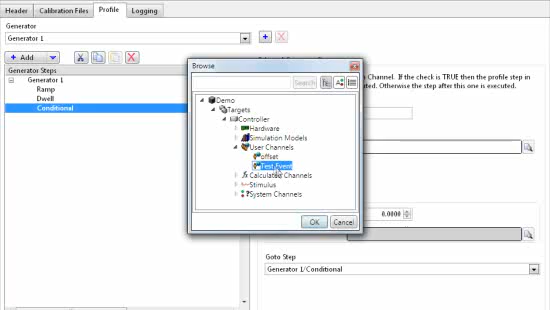 Header Calibration Files Profile Logging
Generator
Generator 1
Add
Generator Steps
Generator 1
Ramp
Dwell
Conditional
Browse
Search
Demo
Targets
Controller
Hardware
Simulation Models
User Channels
offset
Test Event
Calculated Channels
Stimulus
System Channels
OK Cancel
Channel. If the check is TRUE then the profile step in
uted. Otherwise the step after this one is executed.
0.0000
Goto Step
Generator 1/Conditional